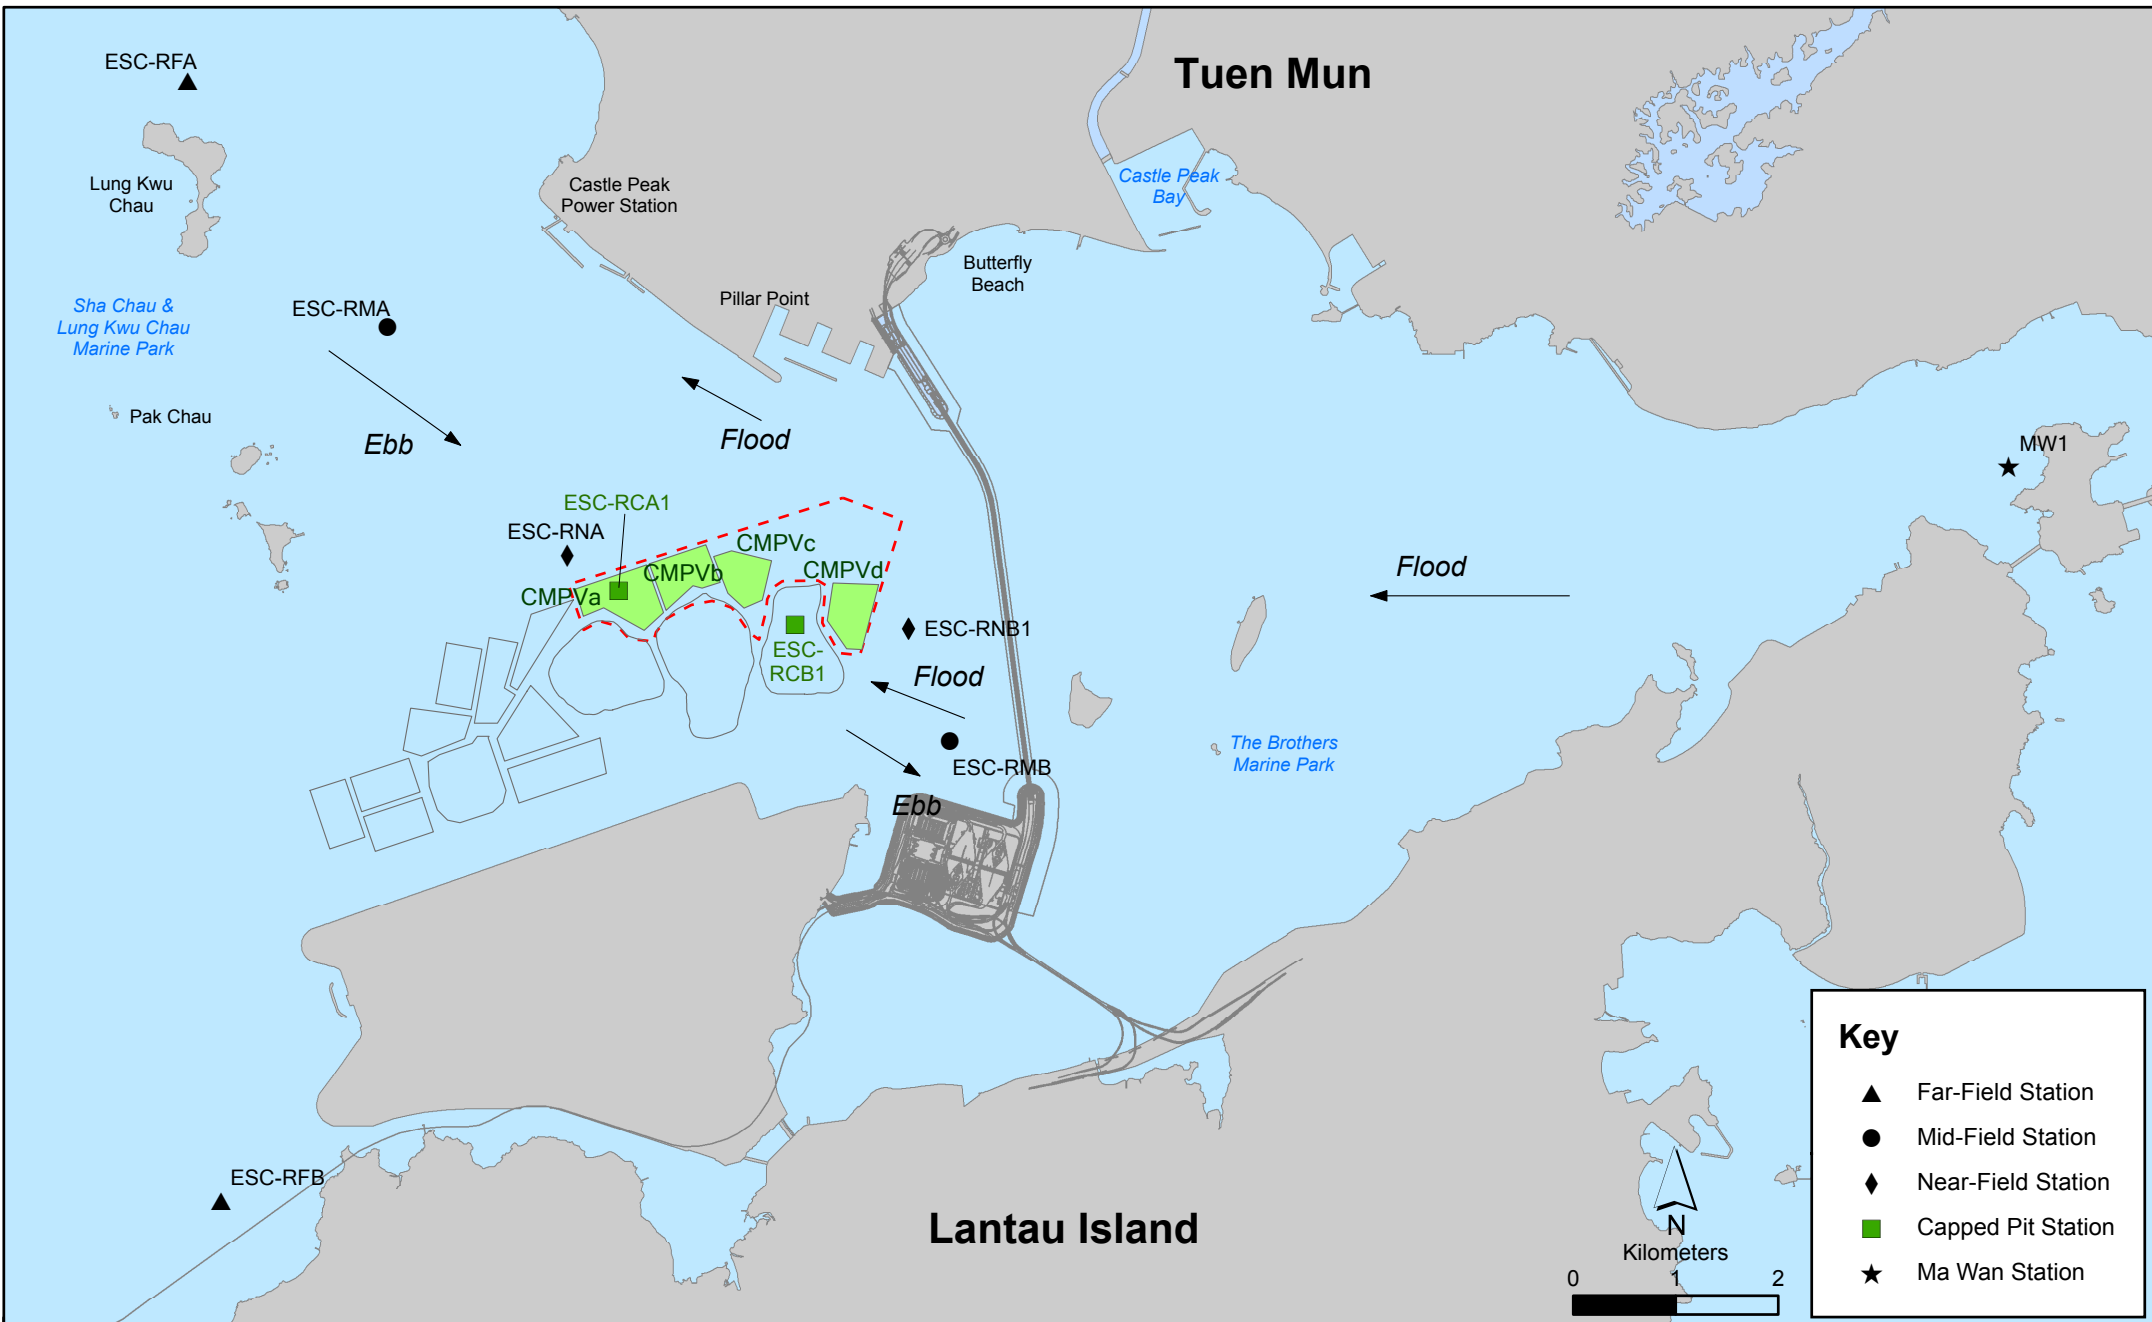 Tuen Mun
ESC-RFA
Lung Kwu
Chau
Castle Peak
Power Station
Castle Peak
Bay
Butterfly
Beach
Pillar Point
Sha Chau &
Lung Kwu Chau
Marine Park
ESC-RMA
Pak Chau
Ebb
Flood
MW1
ESC-RCA1
ESC-RNA
CMPVc
CMPVb
CMPVd
CMPVa
Flood
ESC-RNB1
ESC-
RCB1
Flood
The Brothers
Marine Park
ESC-RMB
Ebb
ESC-RFB
Lantau Island
Key
Far-Field Station
Mid-Field Station
Near-Field Station
Capped Pit Station
Ma Wan Station
N
Kilometers
0 1 2